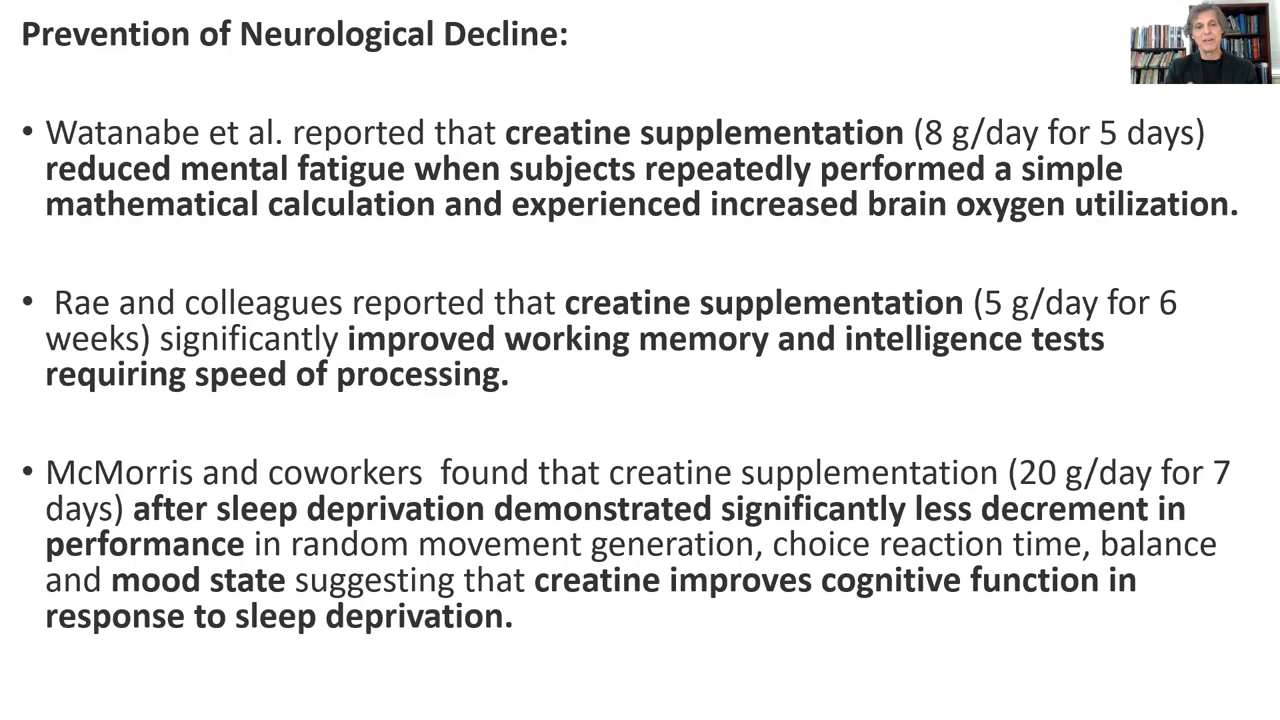 Prevention of Neurological Decline:
• Watanabe et al. reported that creatine supplementation (8 g/day for 5 days)
reduced mental fatigue when subjects repeatedly performed a simple
mathematical calculation and experienced increased brain oxygen utilization.
• Rae and colleagues reported that creatine supplementation (5 g/day for 6
weeks) significantly improved working memory and intelligence tests
requiring speed of processing.
• McMorris and coworkers found that creatine supplementation (20 g/day for 7
days) after sleep deprivation demonstrated significantly less decrement in
performance in random movement generation, choice reaction time, balance
and mood state suggesting that creatine improves cognitive function in
response to sleep deprivation.